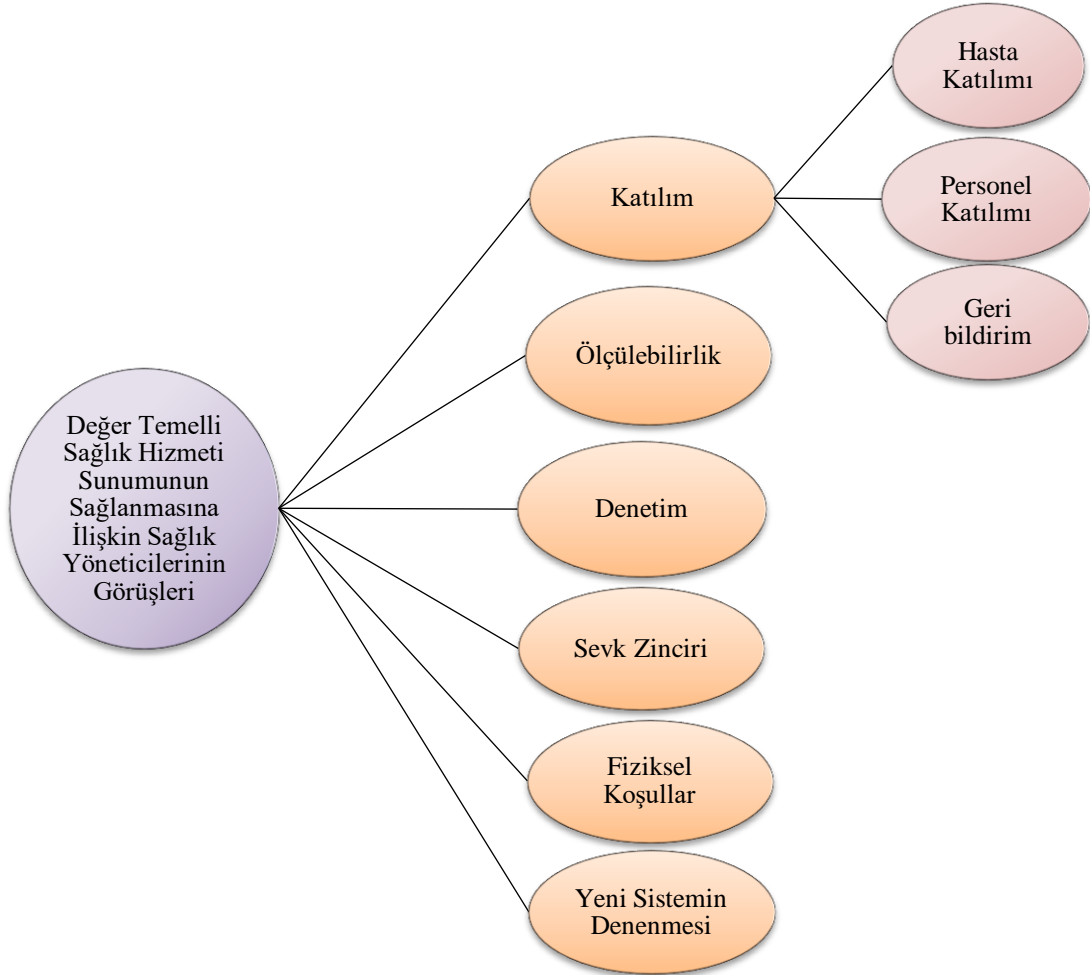 Değer Temelli
Sağlık Hizmeti
Sunumunun
Sağlanmasına
İlişkin Sağlık
Yöneticilerinin
Görüşleri
Katılım
Hasta
Katılımı
Personel
Katılımı
Geri
bildirim
Ölçülebilirlik
Denetim
Sevk Zinciri
Fiziksel
Koşullar
Yeni Sistemin
Denenmesi